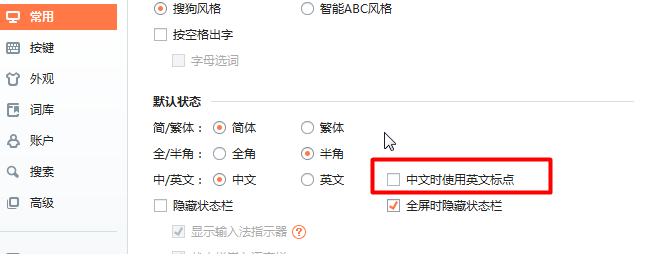 常用
按键
外观
词库
账户
搜索
高级
搜狗风格 智能ABC风格
按空格出字
字母选词
默认状态
简/繁体： 简体 繁体
全/半角： 全角 半角
中/英文： 中文 英文 中文时使用英文标点
隐藏状态栏 全屏时隐藏状态栏
显示输入法指示器 ?